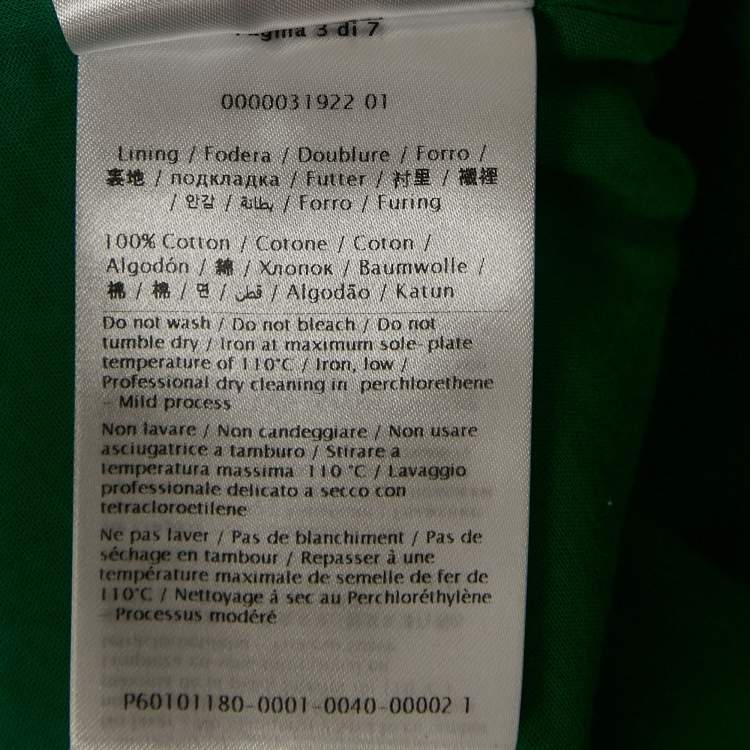 Pagina 3 di 7
0000031922 01
Lining / Fodera / Doublure / Forro /
裏地 / подкладка / Futter / 衬里 / 襯裡
/ 안감 / بطانة / Forro / Furing
100% Cotton / Cotone / Coton /
Algodón / 綿 / Хлопок / Baumwolle /
棉 / 棉 / 면 / قطن / Algodão / Katun
Do not wash / Do not bleach / Do not
tumble dry / Iron at maximum sole- plate
temperature of 110°C / Iron, low /
Professional dry cleaning in perchlorethene
- Mild process
Non lavare / Non candeggiare / Non usare
asciugatrice a tamburo / Stirare a
temperatura massima 110 °C / Lavaggio
professionale delicato a secco con
tetracloroetilene
Ne pas laver / Pas de blanchiment / Pas de
séchage en tambour / Repasser à une
température maximale de semelle de fer de
110°C / Nettoyage á sec au Perchloréthylène
- Processus modéré
P60101180-0001-0040-00002 1